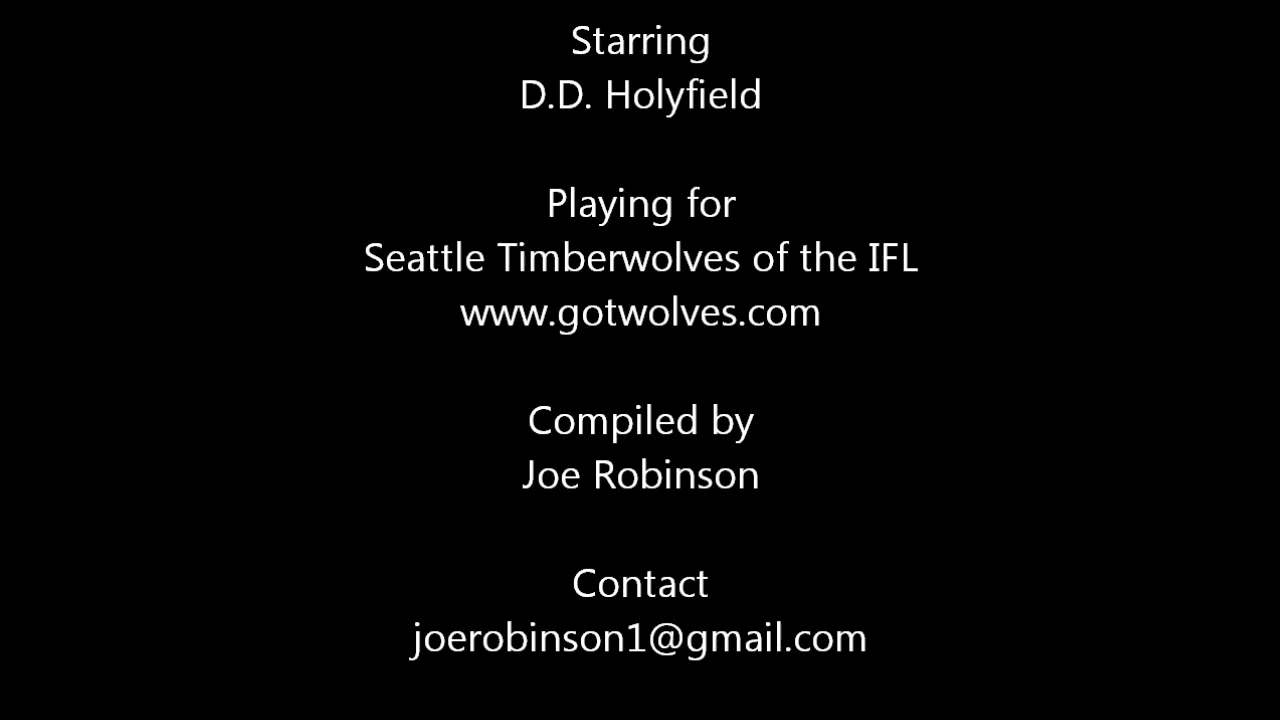 Starring
D.D. Holyfield
Playing for
Seattle Timberwolves of the IFL
www.gotwolves.com
Compiled by
Joe Robinson
Contact
joerobinson1@gmail.com